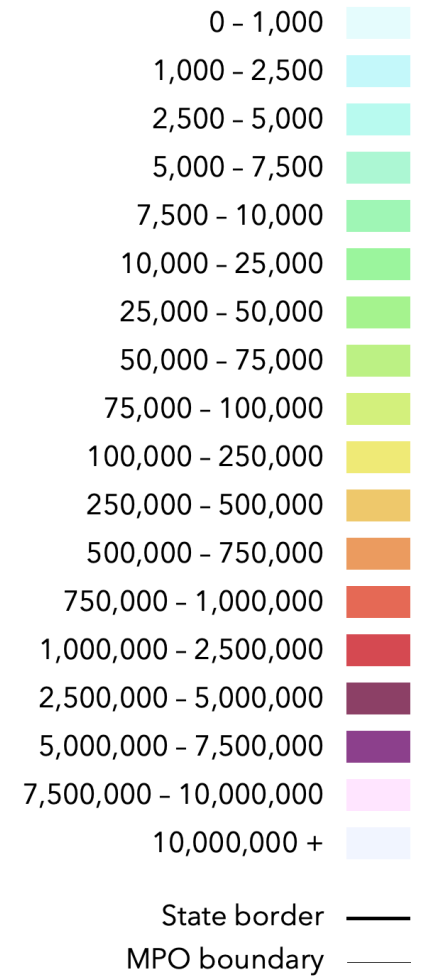 0 – 1,000
1,000 – 2,500
2,500 – 5,000
5,000 – 7,500
7,500 – 10,000
10,000 – 25,000
25,000 – 50,000
50,000 – 75,000
75,000 – 100,000
100,000 – 250,000
250,000 – 500,000
500,000 – 750,000
750,000 – 1,000,000
1,000,000 – 2,500,000
2,500,000 – 5,000,000
5,000,000 – 7,500,000
7,500,000 – 10,000,000
10,000,000 +
State border
MPO boundary